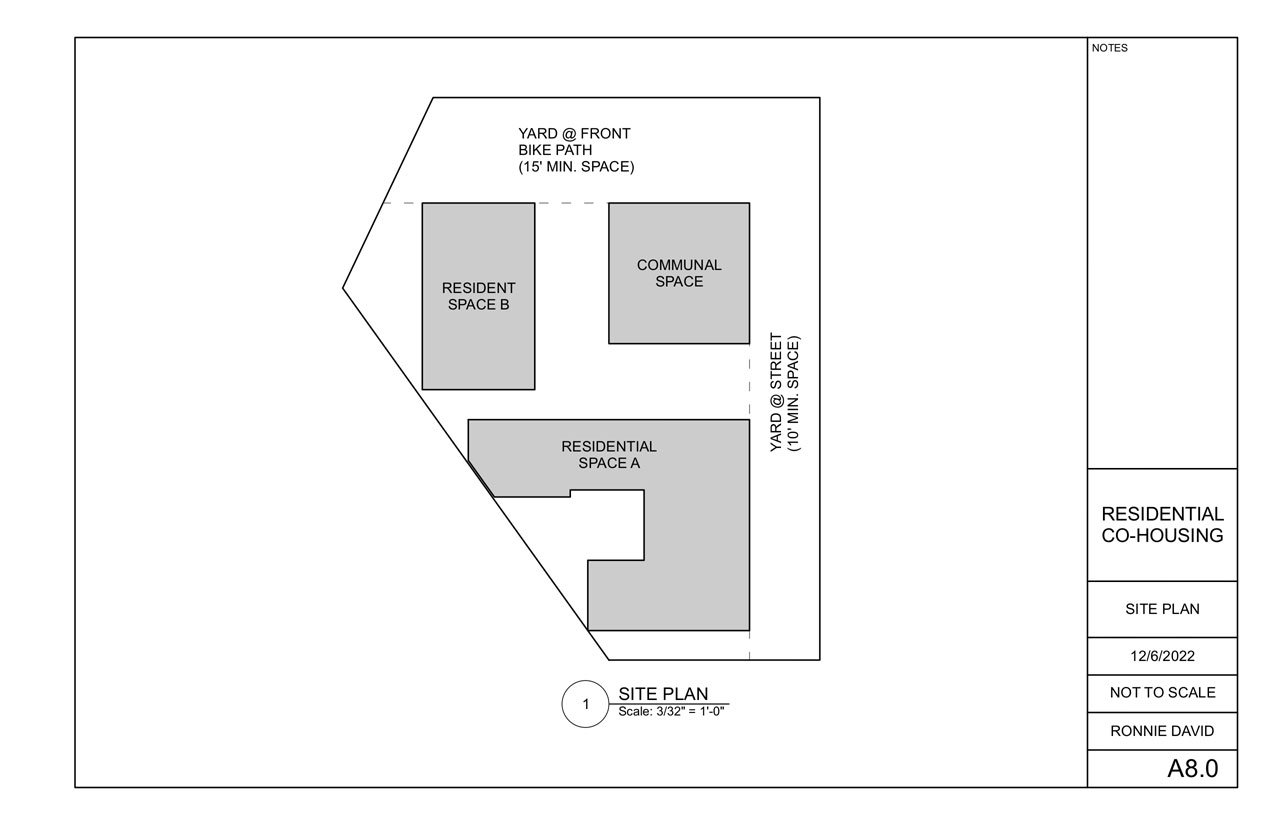 YARD @ FRONT
BIKE PATH
(15' MIN. SPACE)
COMMUNAL
SPACE
RESIDENT
SPACE B
YARD @ STREET
(10' MIN. SPACE)
RESIDENTIAL
SPACE A
1
SITE PLAN
Scale: 3/32" = 1'-0"
NOTES
RESIDENTIAL
CO-HOUSING
SITE PLAN
12/6/2022
NOT TO SCALE
RONNIE DAVID
A8.0